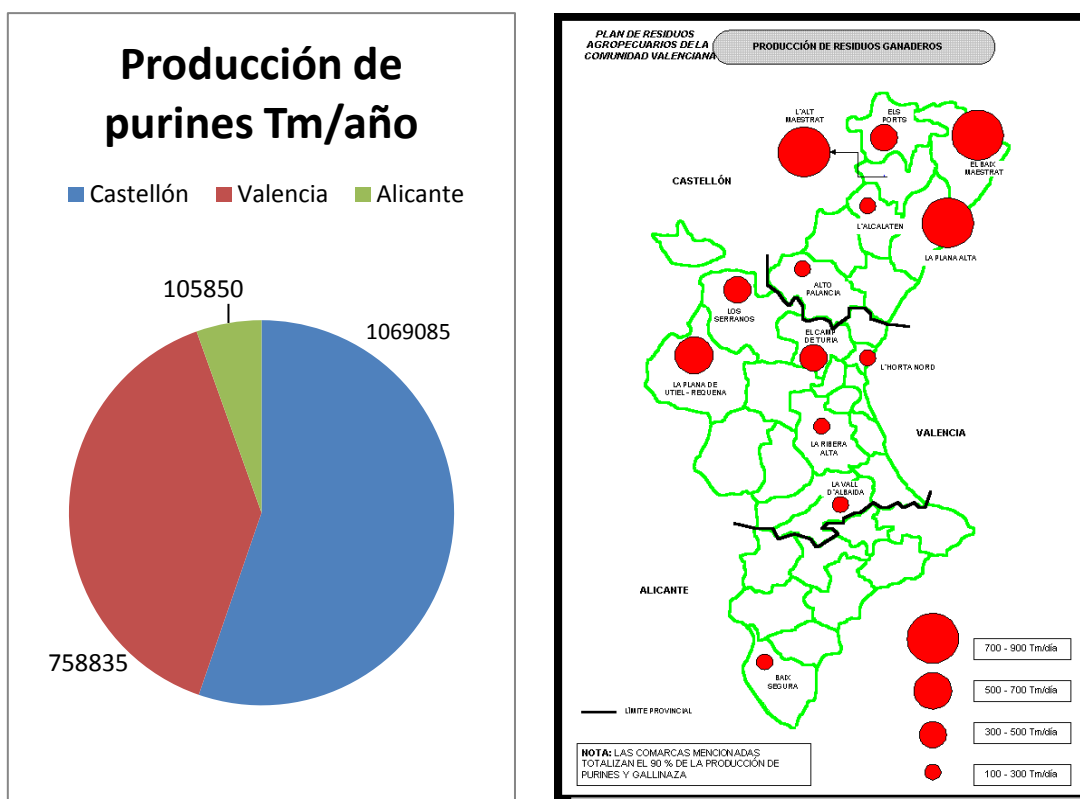 Producción de
purines Tm/año
Castellón Valencia Alicante
105850
1069085
758835
PLAN DE RESIDUOS
AGROPECUARIOS DE LA
COMUNIDAD VALENCIANA
PRODUCCIÓN DE RESIDUOS GANADEROS
L'ALT
MAESTRAT
ELS
PORTS
EL BAIX
MAESTRAT
CASTELLÓN
L'ALCALATEN
LA PLANA ALTA
ALTO
PALANCIA
LOS
SERRANOS
EL CAMP
DE TURIA
L'HORTA NORD
LA PLANA DE
UTIEL - REQUENA
VALENCIA
LA RIBERA
ALTA
LA VALL
D'ALBAIDA
ALICANTE
BAIX
SEGURA
700 - 900 Tm/día
500 - 700 Tm/día
300 - 500 Tm/día
100 - 300 Tm/día
LÍMITE PROVINCIAL
NOTA: LAS COMARCAS MENCIONADAS
TOTALIZAN EL 90 % DE LA PRODUCCIÓN DE
PURINES Y GALLINAZA